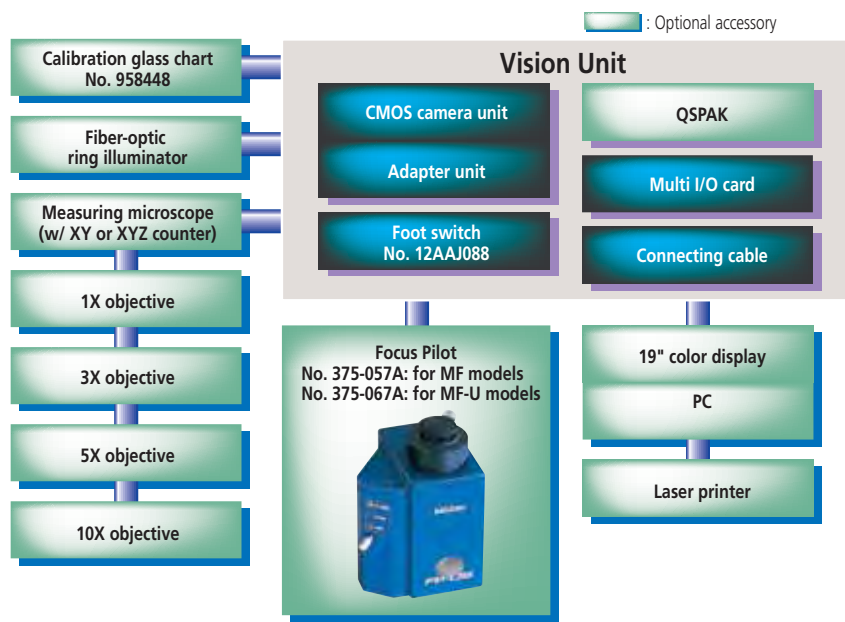 : Optional accessory
Calibration glass chart
No. 958448
Fiber-optic
ring illuminator
Measuring microscope
(w/ XY or XYZ counter)
1X objective
3X objective
5X objective
10X objective
Vision Unit
CMOS camera unit
Adapter unit
Foot switch
No. 12AAJ088
QSPAK
Multi I/O card
Connecting cable
Focus Pilot
No. 375-057A: for MF models
No. 375-067A: for MF-U models
19" color display
PC
Laser printer